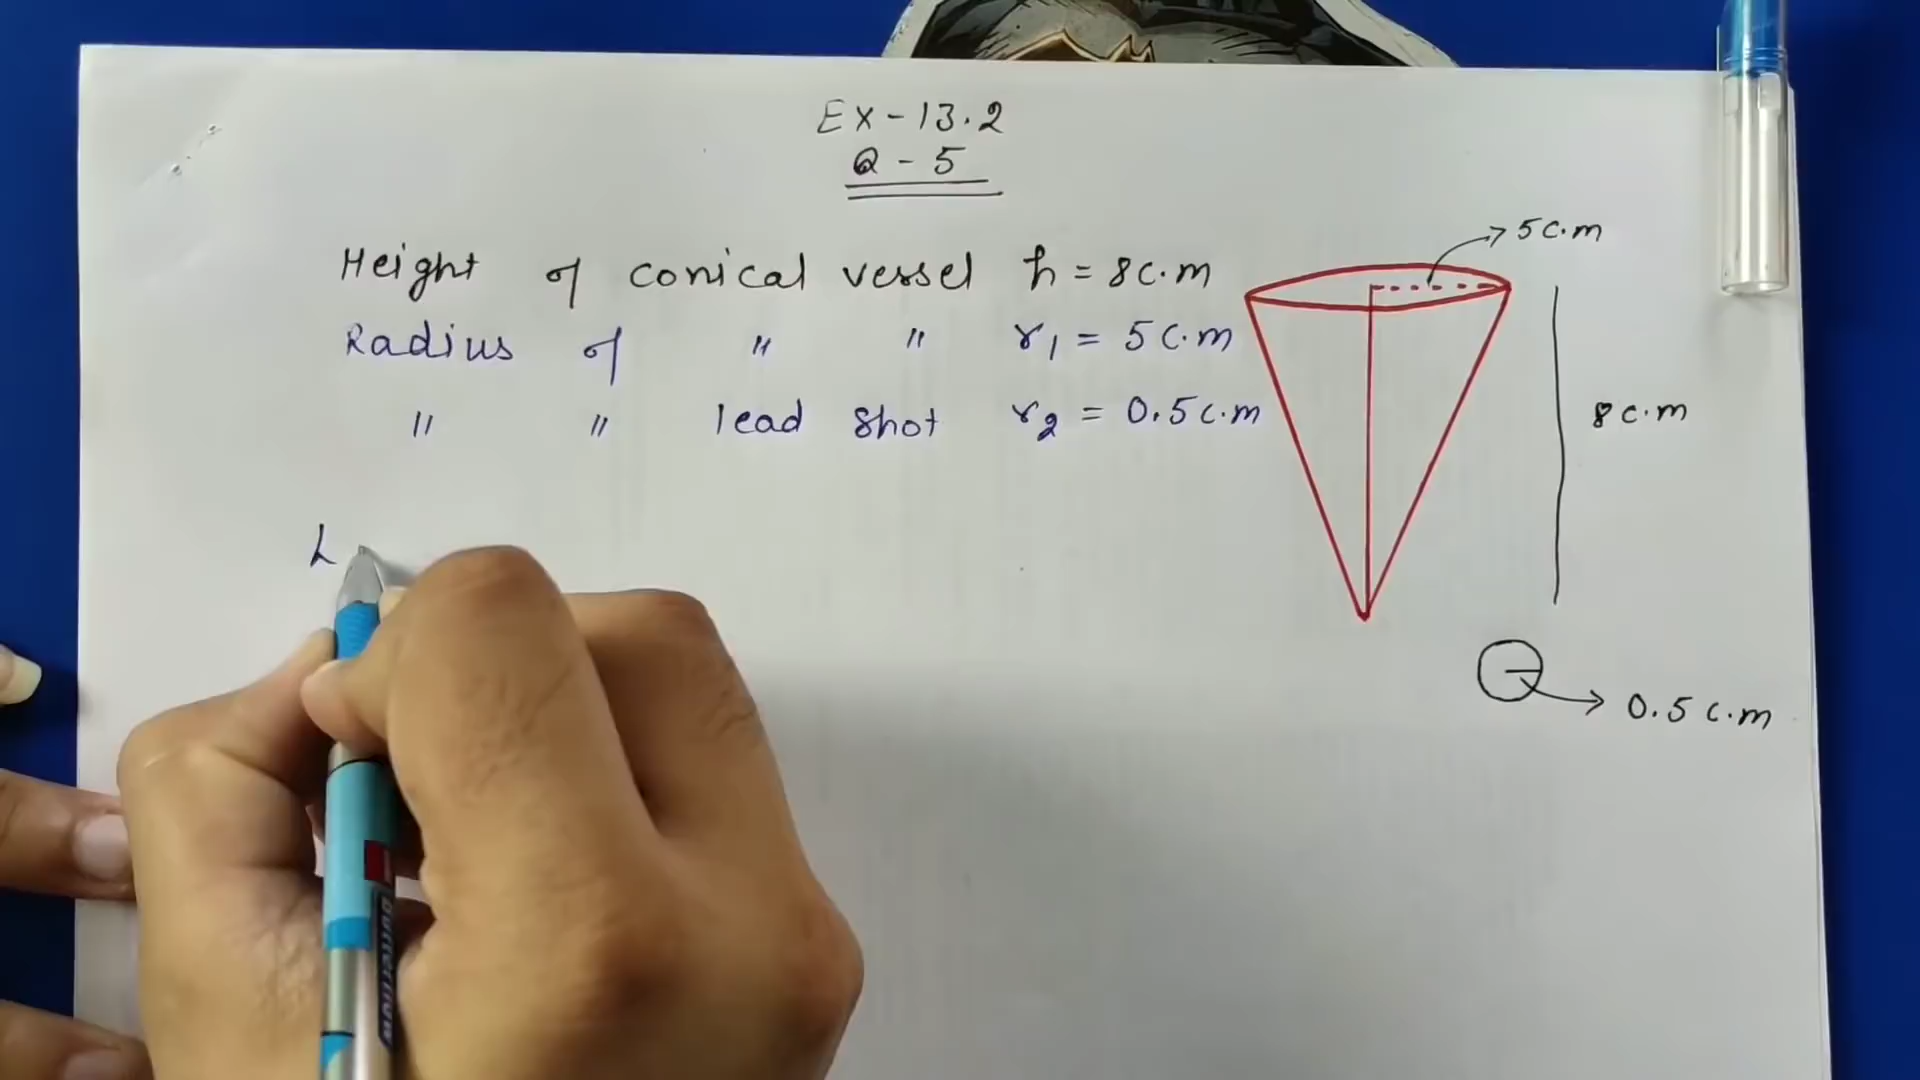 Ex-13.2
Q-5
Height of conical vessel h = 8c.m
Radius of " " r1 = 5c.m
" " lead shot r2 = 0.5c.m
L
5c.m
8c.m
0.5c.m
Butterflow